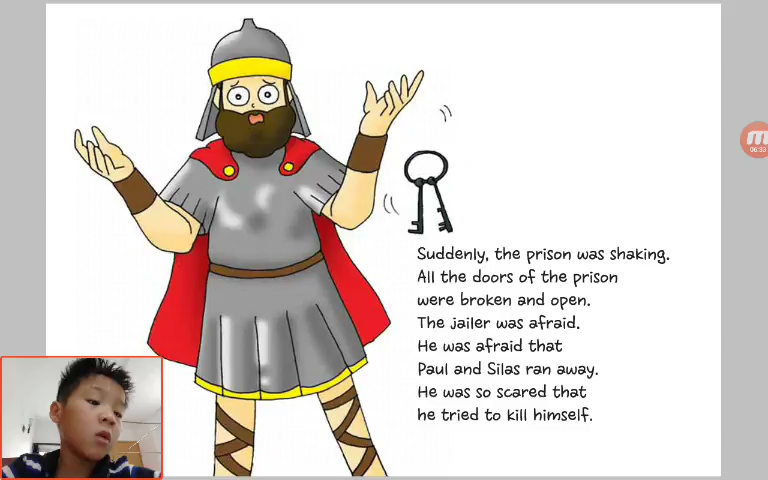 Suddenly, the prison was shaking.
All the doors of the prison
were broken and open.
The jailer was afraid.
He was afraid that
Paul and Silas ran away.
He was so scared that
he tried to kill himself.
06:33